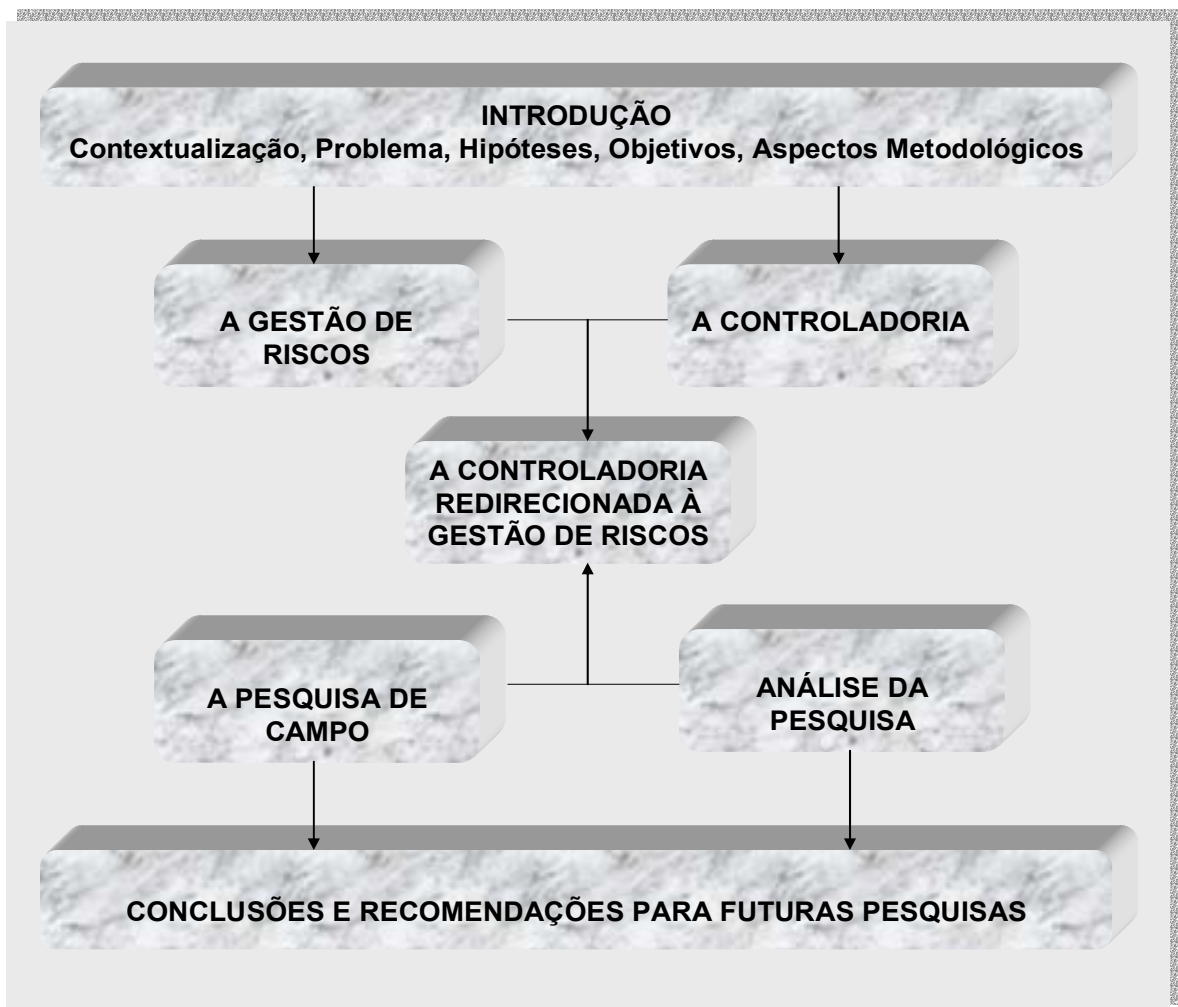 INTRODUÇÃO
Contextualização, Problema, Hipóteses, Objetivos, Aspectos Metodológicos
A GESTÃO DE
RISCOS
A CONTROLADORIA
A CONTROLADORIA
REDIRECIONADA À
GESTÃO DE RISCOS
A PESQUISA DE
CAMPO
ANÁLISE DA
PESQUISA
CONCLUSÕES E RECOMENDAÇÕES PARA FUTURAS PESQUISAS